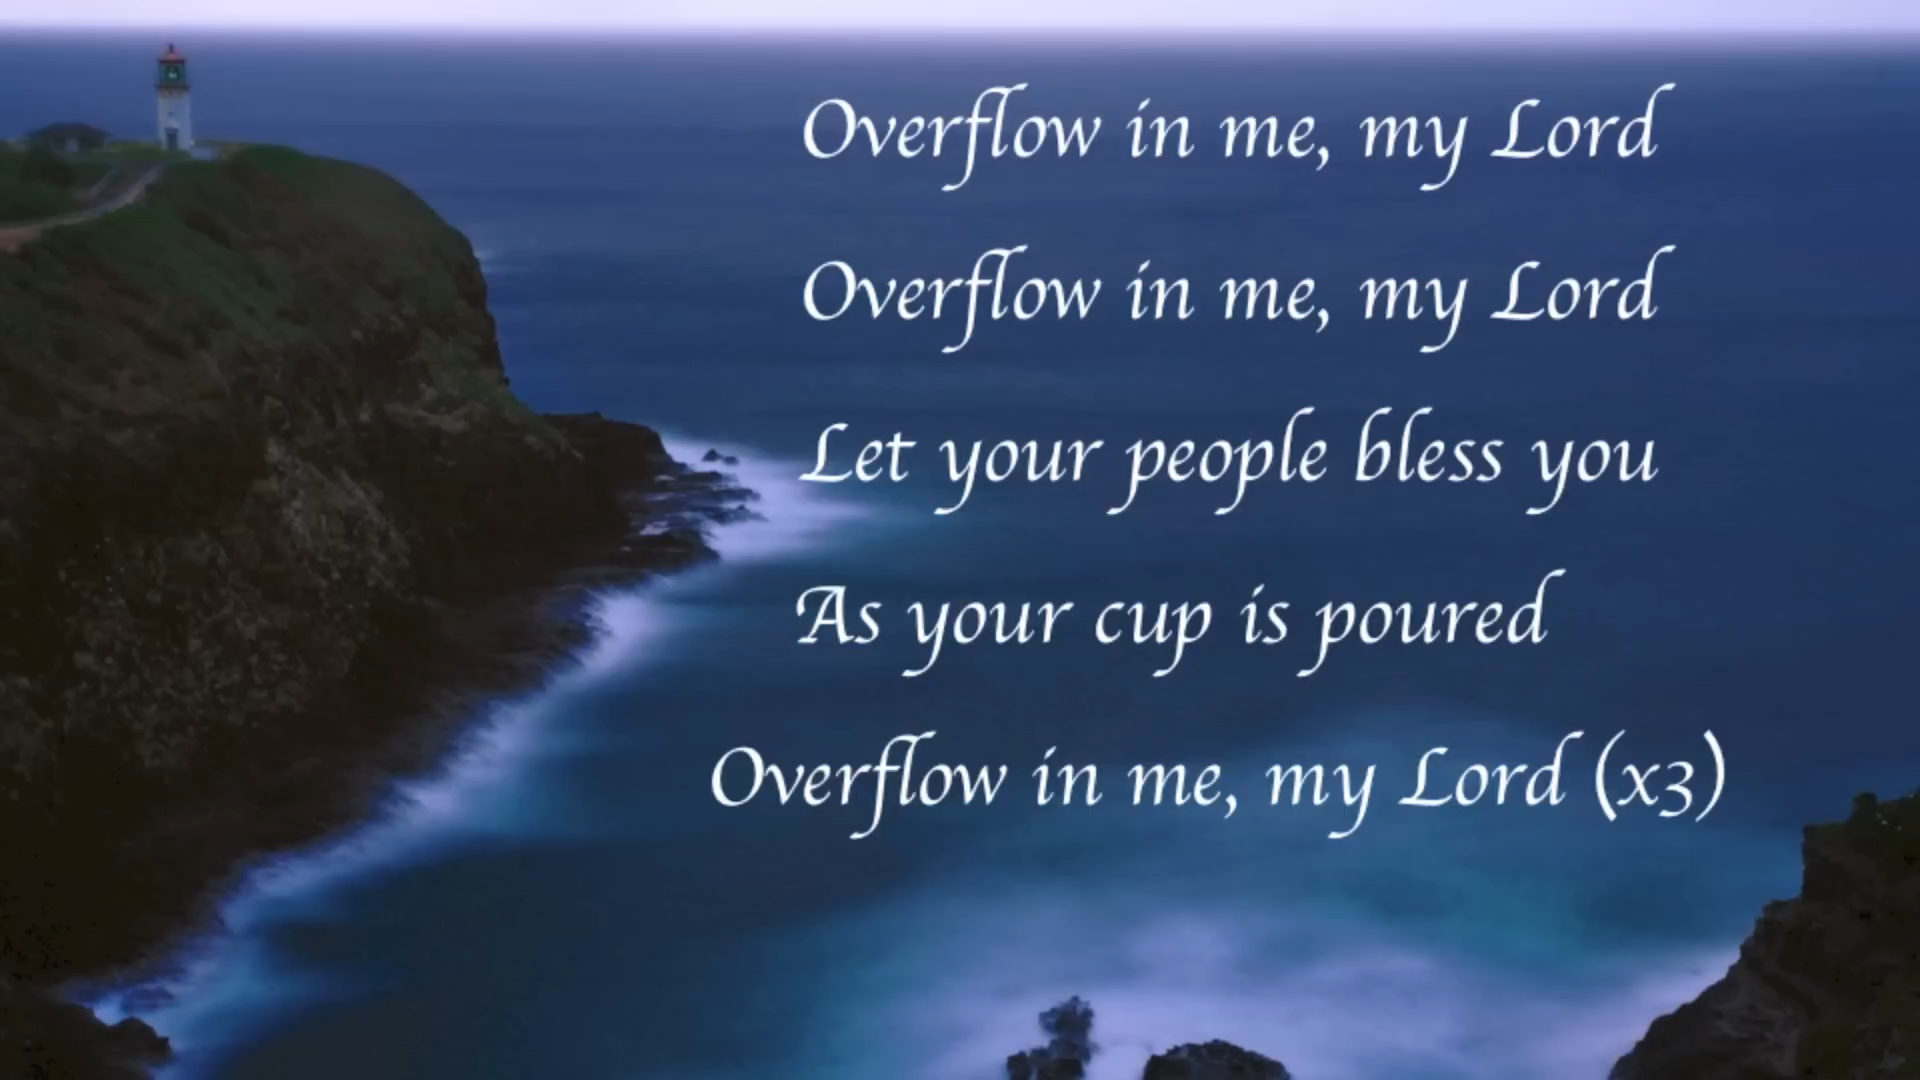 Overflow in me, my Lord
Overflow in me, my Lord
Let your people bless you
As your cup is poured
Overflow in me, my Lord (x3)